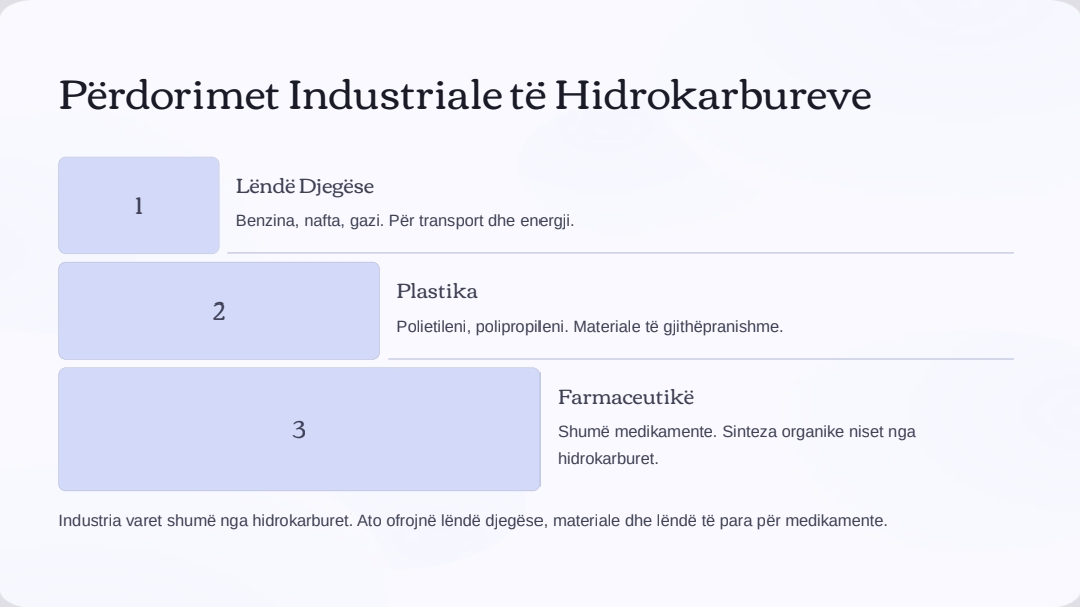 Përdorimet Industriale të Hidrokarbureve
1
Lëndë Djegëse
Benzina, nafta, gazi. Për transport dhe energji.
2
Plastika
Polietileni, polipropileni. Materiale të gjithëpranishme.
3
Farmaceutikë
Shumë medikamente. Sinteza organike niset nga
hidrokarburet.
Industria varet shumë nga hidrokarburet. Ato ofrojnë lëndë djegëse, materiale dhe lëndë të para për medikamente.